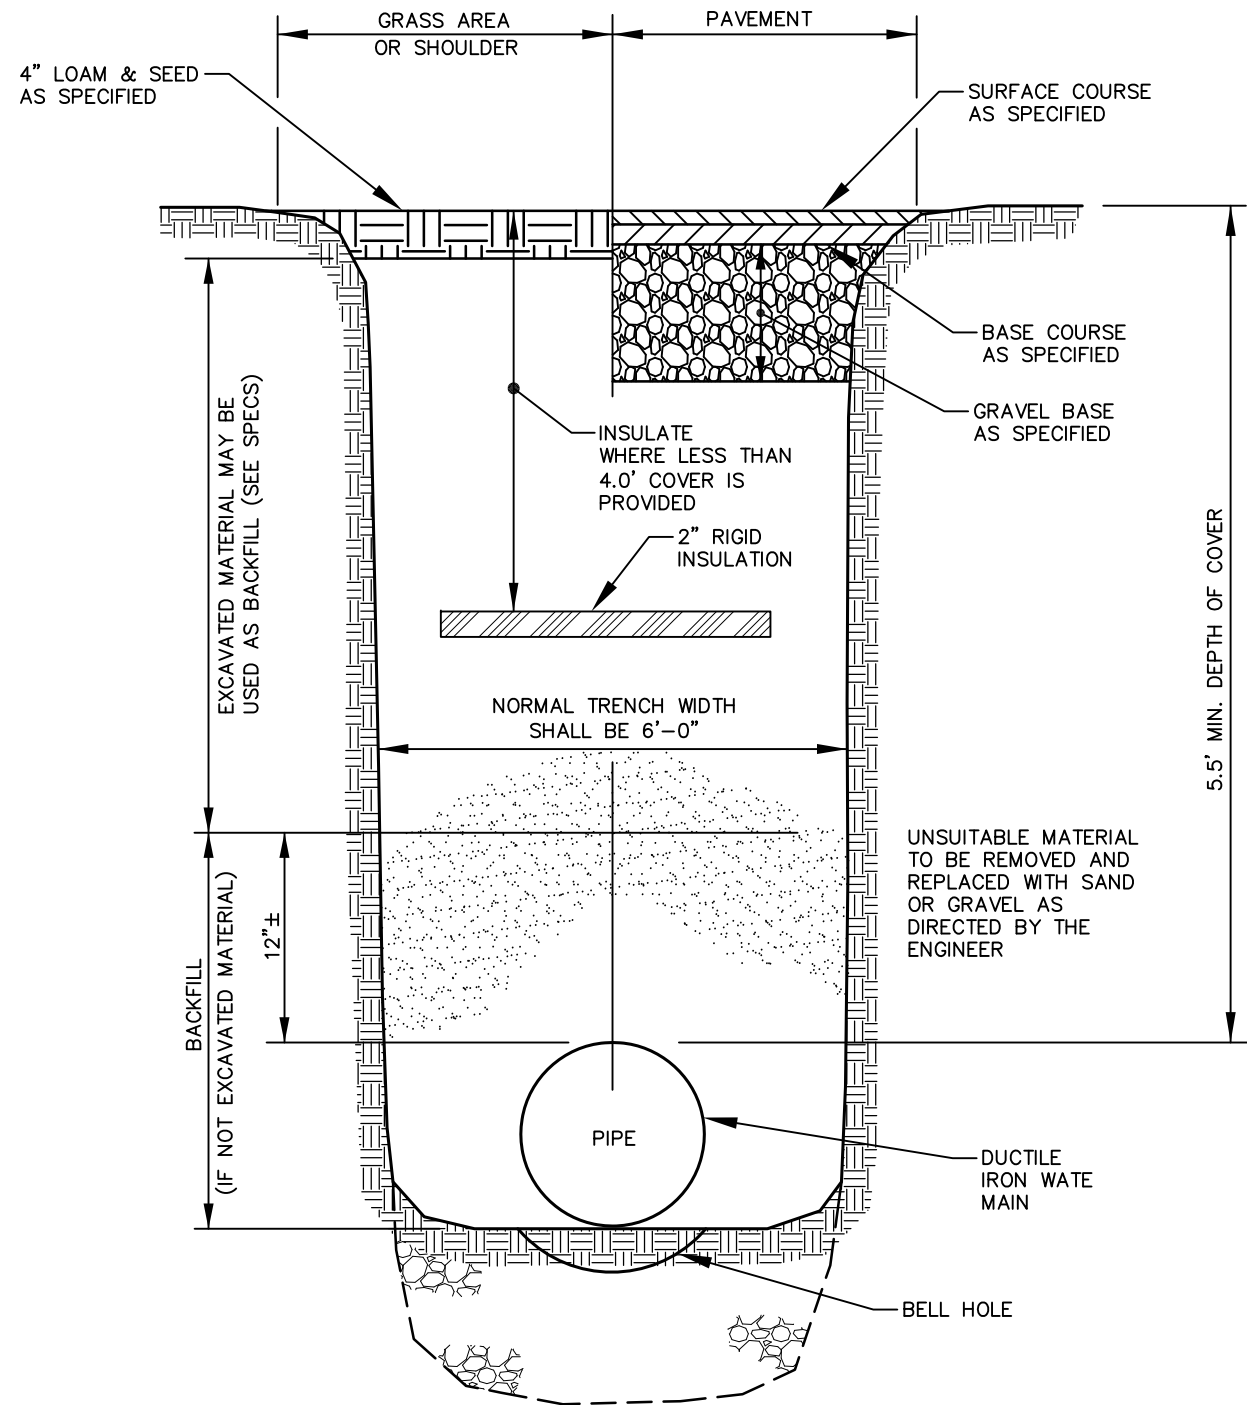 GRASS AREA
OR SHOULDER
PAVEMENT
4” LOAM & SEED
AS SPECIFIED
SURFACE COURSE
AS SPECIFIED
BASE COURSE
AS SPECIFIED
GRAVEL BASE
AS SPECIFIED
INSULATE
WHERE LESS THAN
4.0’ COVER IS
PROVIDED
2” RIGID
INSULATION
EXCAVATED MATERIAL MAY BE
USED AS BACKFILL (SEE SPECS)
NORMAL TRENCH WIDTH
SHALL BE 6’-0”
5.5’ MIN. DEPTH OF COVER
UNSUITABLE MATERIAL
TO BE REMOVED AND
REPLACED WITH SAND
OR GRAVEL AS
DIRECTED BY THE
ENGINEER
12”±
BACKFILL
(IF NOT EXCAVATED MATERIAL)
PIPE
DUCTILE
IRON WATE
MAIN
BELL HOLE